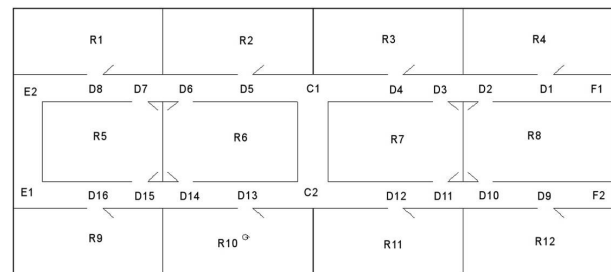 R1 R2 R3 R4
E2 D8 D7 D6 D5 C1 D4 D3 D2 D1 F1
R5 R6 R7 R8
E1 D16 D15 D14 D13 C2 D12 D11 D10 D9 F2
R9 R10 R11 R12